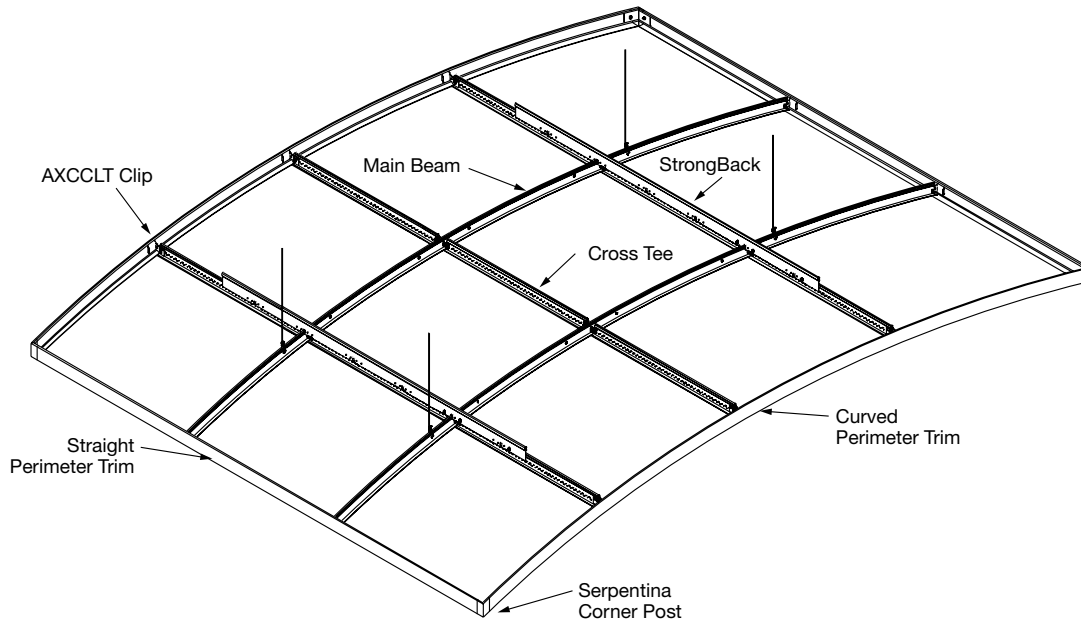 Main Beam
StrongBack
AXCCLT Clip
Cross Tee
Curved
Perimeter Trim
Straight
Perimeter Trim
Serpentina
Corner Post